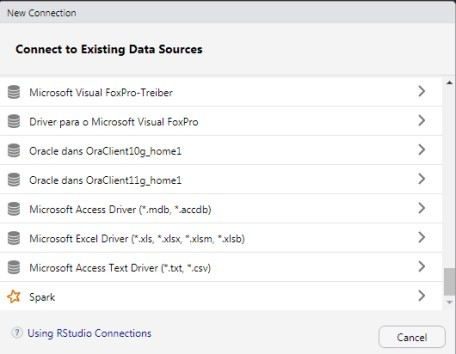 New Connection
Connect to Existing Data Sources
Microsoft Visual FoxPro-Treiber
Driver para o Microsoft Visual FoxPro
Oracle dans OraClient10g_home1
Oracle dans OraClient11g_home1
Microsoft Access Driver (*.mdb, *.accdb)
Microsoft Excel Driver (*.xls, *.xlsx, *.xlsm, *.xlsb)
Microsoft Access Text Driver (*.txt, *.csv)
Spark
? Using RStudio Connections
Cancel